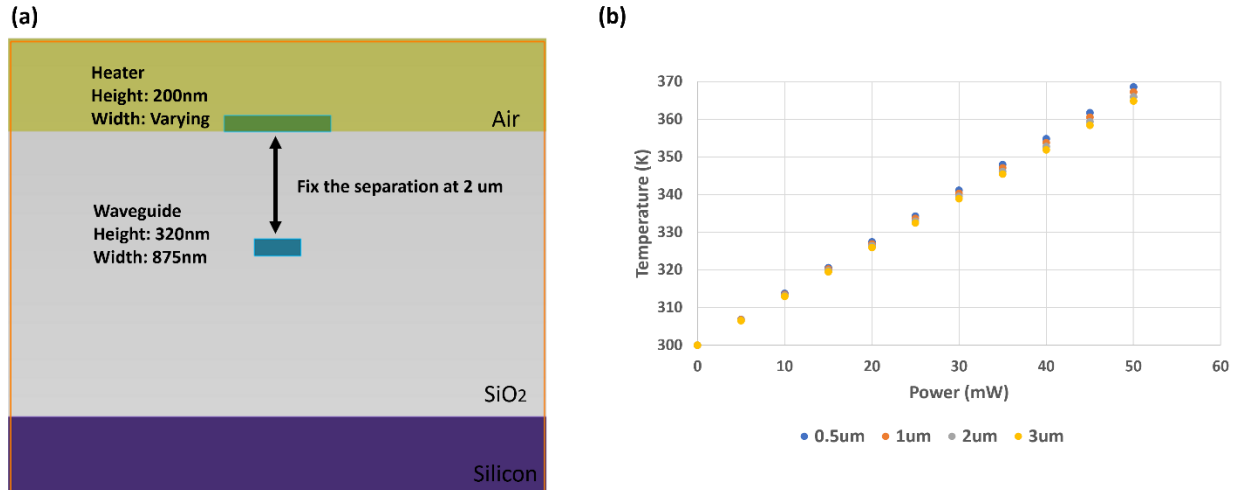 (a)
Heater
Height: 200nm
Width: Varying
Air
Fix the separation at 2 um
Waveguide
Height: 320nm
Width: 875nm
SiO2
Silicon
(b)
Temperature (K)
370
360
350
340
330
320
310
300
0 10 20 30 40 50 60
Power (mW)
0.5um 1um 2um 3um